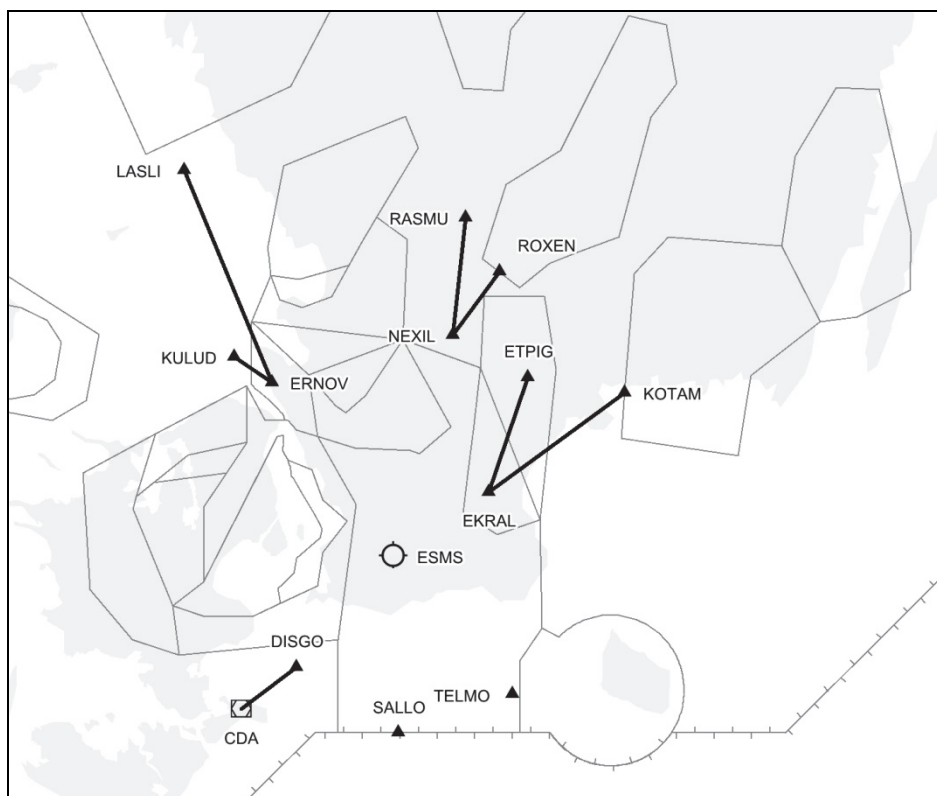 LASLI
RASMU
ROXEN
NEXIL
KULUD
ETPIG
ERNOV
KOTAM
EKRAL
ESMS
DISGO
TELMO
SALLO
CDA